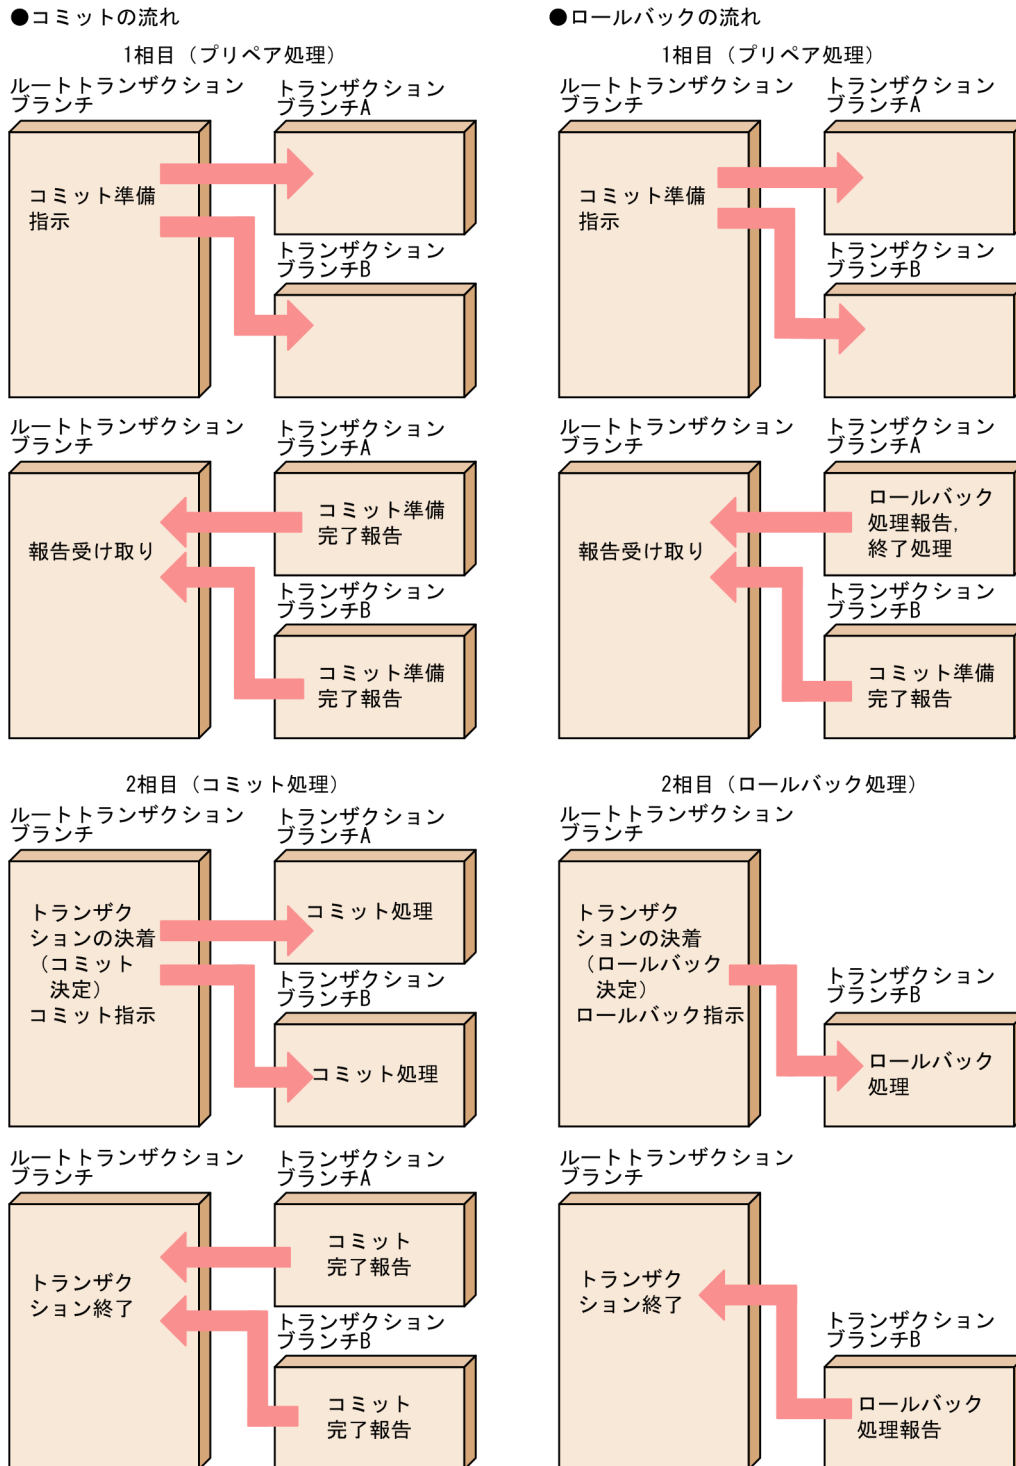 ●コミットの流れ
1相目（プリペア処理）
ルートトランザクション
ブランチ
トランザクション
ブランチA
コミット準備
指示
トランザクション
ブランチB
ルートトランザクション
ブランチ
トランザクション
ブランチA
コミット準備
完了報告
報告受け取り
トランザクション
ブランチB
コミット準備
完了報告
2相目（コミット処理）
ルートトランザクション
ブランチ
トランザクション
ブランチA
トランザク
ションの決着
（コミット
決定）
コミット指示
コミット処理
トランザクション
ブランチB
コミット処理
ルートトランザクション
ブランチ
トランザクション
ブランチA
コミット
完了報告
トランザク
ション終了
トランザクション
ブランチB
コミット
完了報告
●ロールバックの流れ
1相目（プリペア処理）
ルートトランザクション
ブランチ
トランザクション
ブランチA
コミット準備
指示
トランザクション
ブランチB
ルートトランザクション
ブランチ
トランザクション
ブランチA
ロールバック
処理報告,
終了処理
報告受け取り
トランザクション
ブランチB
コミット準備
完了報告
2相目（ロールバック処理）
ルートトランザクション
ブランチ
トランザク
ションの決着
（ロールバック
決定）
ロールバック指示
トランザクション
ブランチB
ロールバック
処理
ルートトランザクション
ブランチ
トランザク
ション終了
トランザクション
ブランチB
ロールバック
処理報告